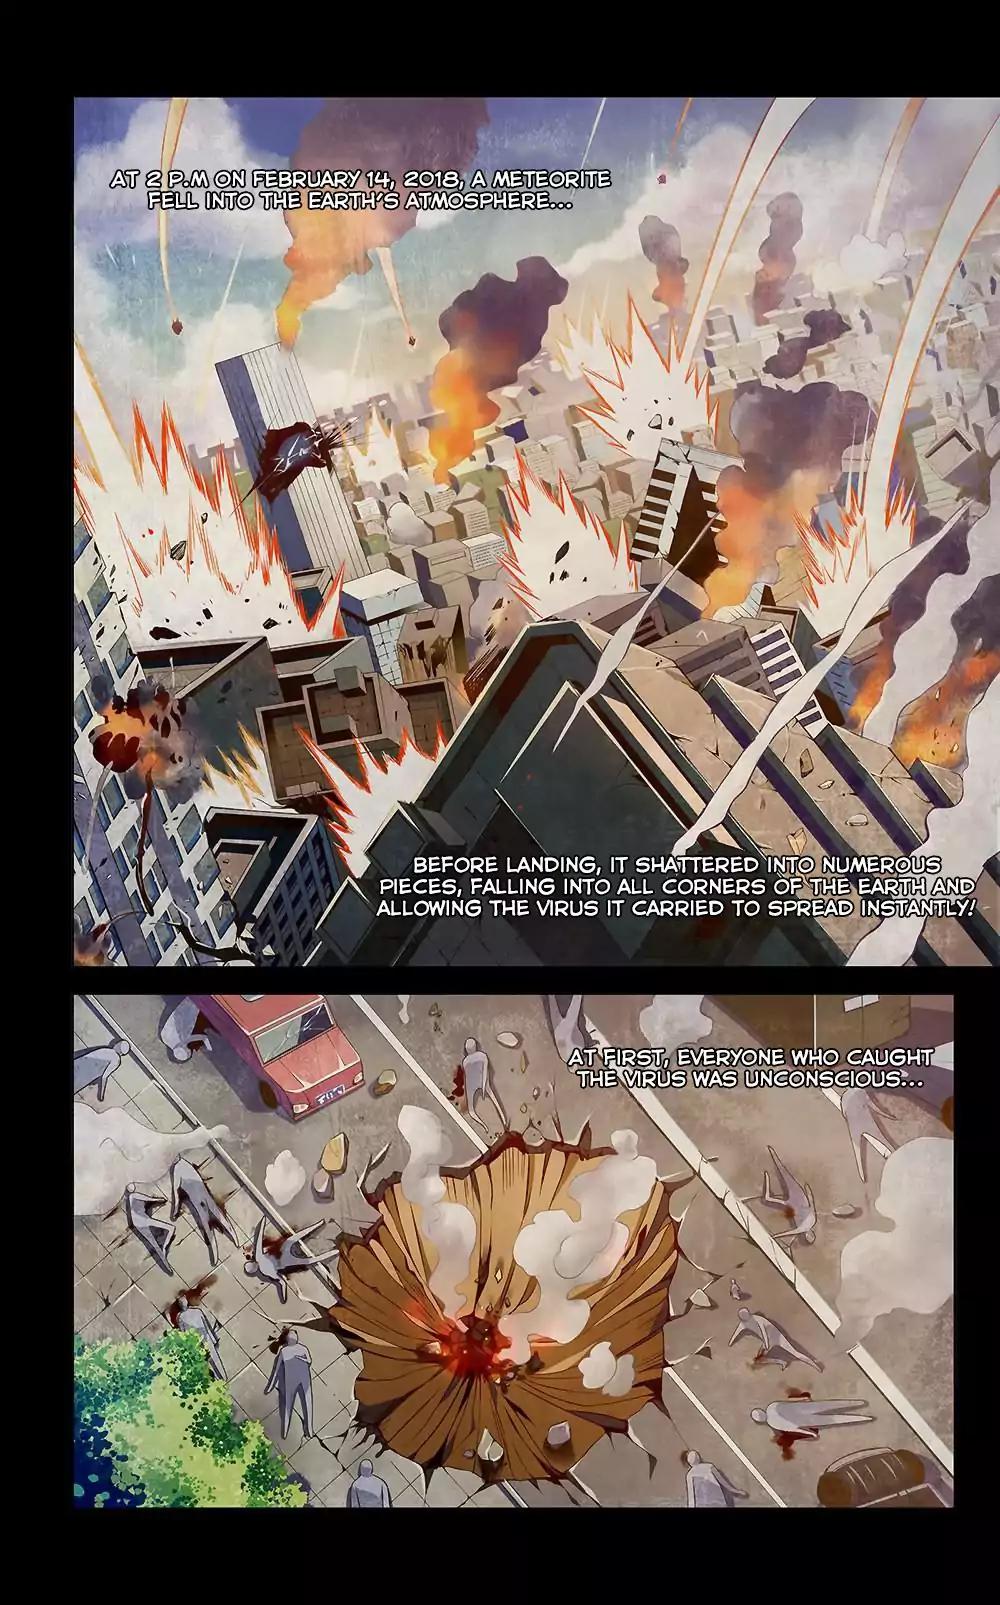 AT 2 P.M ON FEBRUARY 14, 2018, A METEORITE
FELL INTO THE EARTH'S ATMOSPHERE...
BEFORE LANDING, IT SHATTERED INTO NUMEROUS
PIECES, FALLING INTO ALL CORNERS OF THE EARTH AND
ALLOWING THE VIRUS IT CARRIED TO SPREAD INSTANTLY!
AT FIRST, EVERYONE WHO CAUGHT
THE VIRUS WAS UNCONSCIOUS...